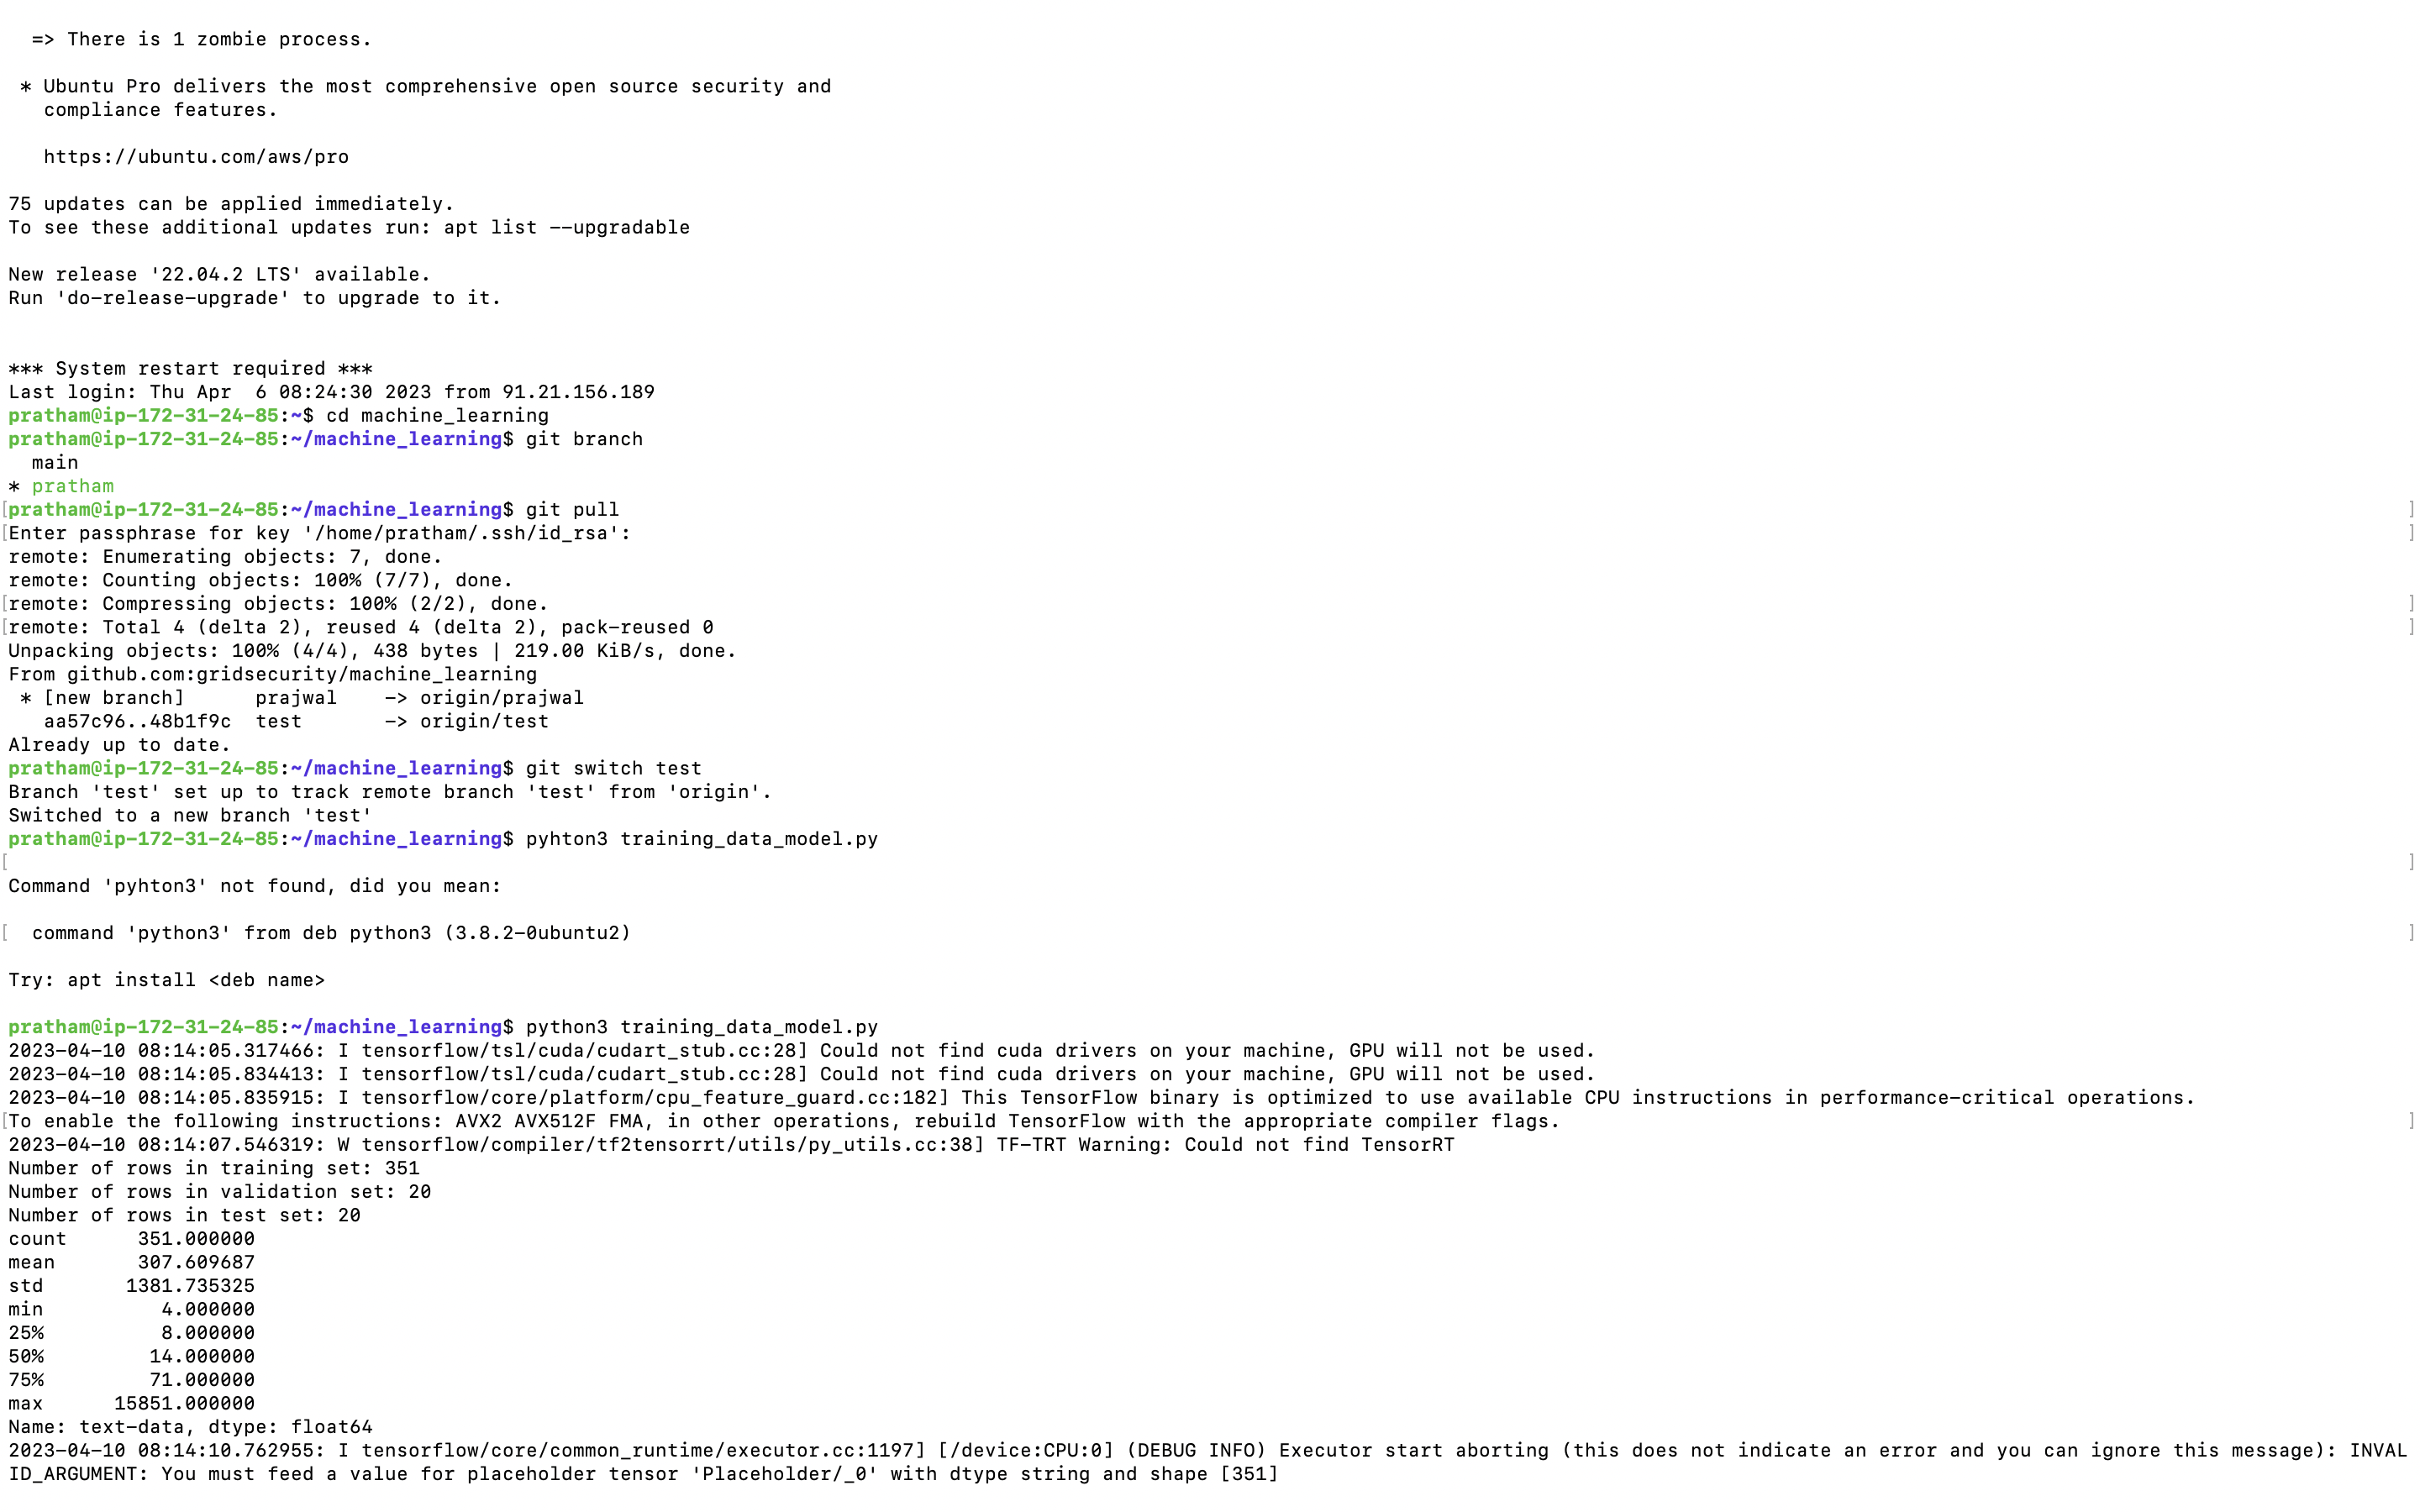 => There is 1 zombie process.
 * Ubuntu Pro delivers the most comprehensive open source security and
   compliance features.
   https://ubuntu.com/aws/pro
75 updates can be applied immediately.
To see these additional updates run: apt list --upgradable
New release '22.04.2 LTS' available.
Run 'do-release-upgrade' to upgrade to it.
*** System restart required ***
Last login: Thu Apr  6 08:24:30 2023 from 91.21.156.189
pratham@ip-172-31-24-85:~$ cd machine_learning
pratham@ip-172-31-24-85:~/machine_learning$ git branch
  main
* pratham
[pratham@ip-172-31-24-85:~/machine_learning$ git pull ]
[Enter passphrase for key '/home/pratham/.ssh/id_rsa': ]
remote: Enumerating objects: 7, done.
remote: Counting objects: 100% (7/7), done.
[remote: Compressing objects: 100% (2/2), done. ]
[remote: Total 4 (delta 2), reused 4 (delta 2), pack-reused 0 ]
Unpacking objects: 100% (4/4), 438 bytes | 219.00 KiB/s, done.
From github.com:gridsecurity/machine_learning
 * [new branch]      prajwal    -> origin/prajwal
   aa57c96..48b1f9c  test       -> origin/test
Already up to date.
pratham@ip-172-31-24-85:~/machine_learning$ git switch test
Branch 'test' set up to track remote branch 'test' from 'origin'.
Switched to a new branch 'test'
pratham@ip-172-31-24-85:~/machine_learning$ pyhton3 training_data_model.py
[ ]
Command 'pyhton3' not found, did you mean:
[  command 'python3' from deb python3 (3.8.2-0ubuntu2) ]
Try: apt install <deb name>
pratham@ip-172-31-24-85:~/machine_learning$ python3 training_data_model.py
2023-04-10 08:14:05.317466: I tensorflow/tsl/cuda/cudart_stub.cc:28] Could not find cuda drivers on your machine, GPU will not be used.
2023-04-10 08:14:05.834413: I tensorflow/tsl/cuda/cudart_stub.cc:28] Could not find cuda drivers on your machine, GPU will not be used.
2023-04-10 08:14:05.835915: I tensorflow/core/platform/cpu_feature_guard.cc:182] This TensorFlow binary is optimized to use available CPU instructions in performance-critical operations.
[To enable the following instructions: AVX2 AVX512F FMA, in other operations, rebuild TensorFlow with the appropriate compiler flags. ]
2023-04-10 08:14:07.546319: W tensorflow/compiler/tf2tensorrt/utils/py_utils.cc:38] TF-TRT Warning: Could not find TensorRT
Number of rows in training set: 351
Number of rows in validation set: 20
Number of rows in test set: 20
count      351.000000
mean       307.609687
std       1381.735325
min          4.000000
25%          8.000000
50%         14.000000
75%         71.000000
max      15851.000000
Name: text-data, dtype: float64
2023-04-10 08:14:10.762955: I tensorflow/core/common_runtime/executor.cc:1197] [/device:CPU:0] (DEBUG INFO) Executor start aborting (this does not indicate an error and you can ignore this message): INVAL
ID_ARGUMENT: You must feed a value for placeholder tensor 'Placeholder/_0' with dtype string and shape [351]